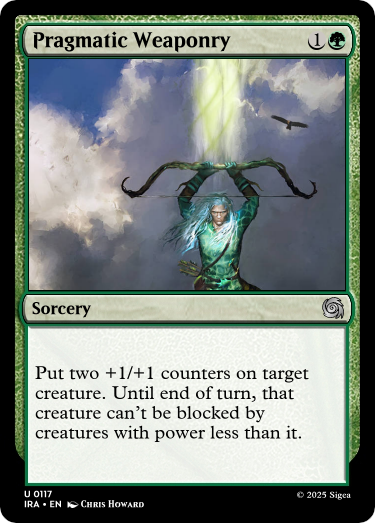 Pragmatic Weaponry 1
Sorcery
Put two +1/+1 counters on target
creature. Until end of turn, that
creature can't be blocked by
creatures with power less than it.
U 0117
IRA • EN Chris Howard
© 2025 Sigea